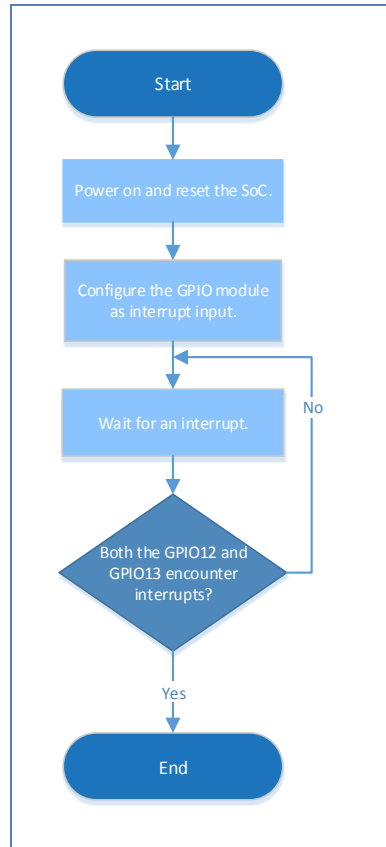 Start
Power on and reset the SoC.
Configure the GPIO module
as interrupt input.
No
Wait for an interrupt.
Both the GPIO12 and
GPIO13 encounter
interrupts?
Yes
End